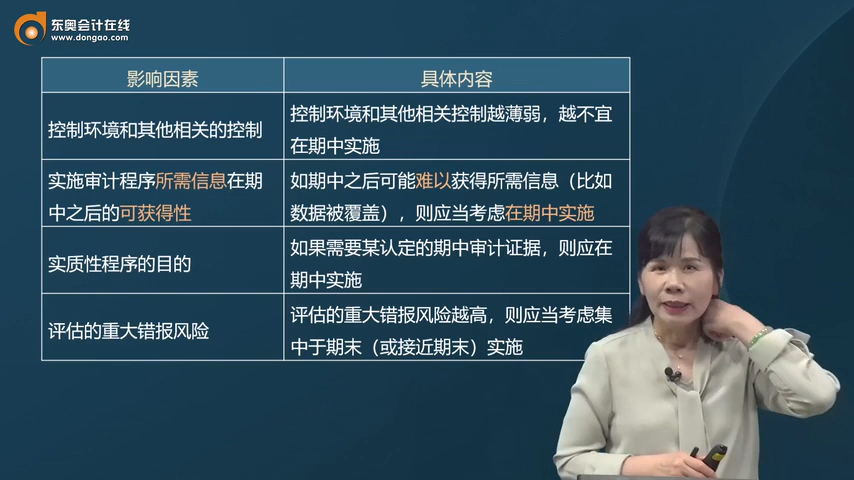 东奥会计在线
www.dongao.com
影响因素
具体内容
控制环境和其他相关的控制
控制环境和其他相关控制越薄弱，越不宜
在期中实施
实施审计程序所需信息在期
中之后的可获得性
如期中之后可能难以获得所需信息（比如
数据被覆盖），则应当考虑在期中实施
实质性程序的目的
如果需要某认定的期中审计证据，则应在
期中实施
评估的重大错报风险
评估的重大错报风险越高，则应当考虑集
中于期末（或接近期末）实施